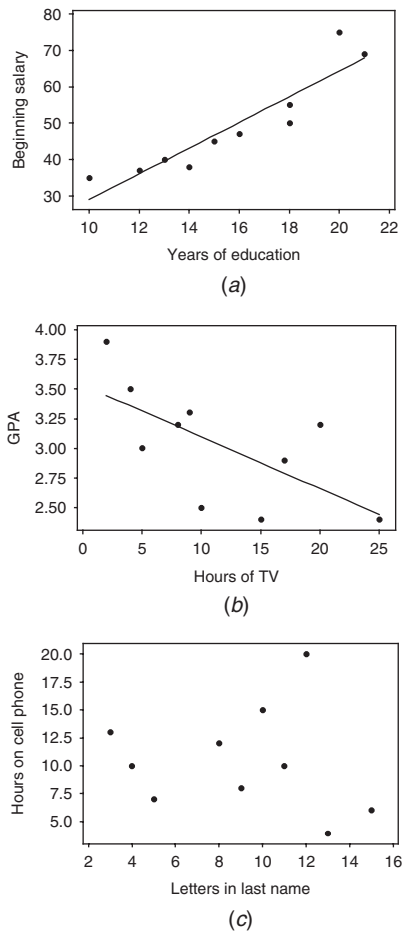 80
70
60
50
40
30
Beginning salary
10 12 14 16 18 20 22
Years of education
(a)
4.00
3.75
3.50
3.25
3.00
2.75
2.50
GPA
0 5 10 15 20 25
Hours of TV
(b)
20.0
17.5
15.0
12.5
10.0
7.5
5.0
Hours on cell phone
2 4 6 8 10 12 14 16
Letters in last name
(c)